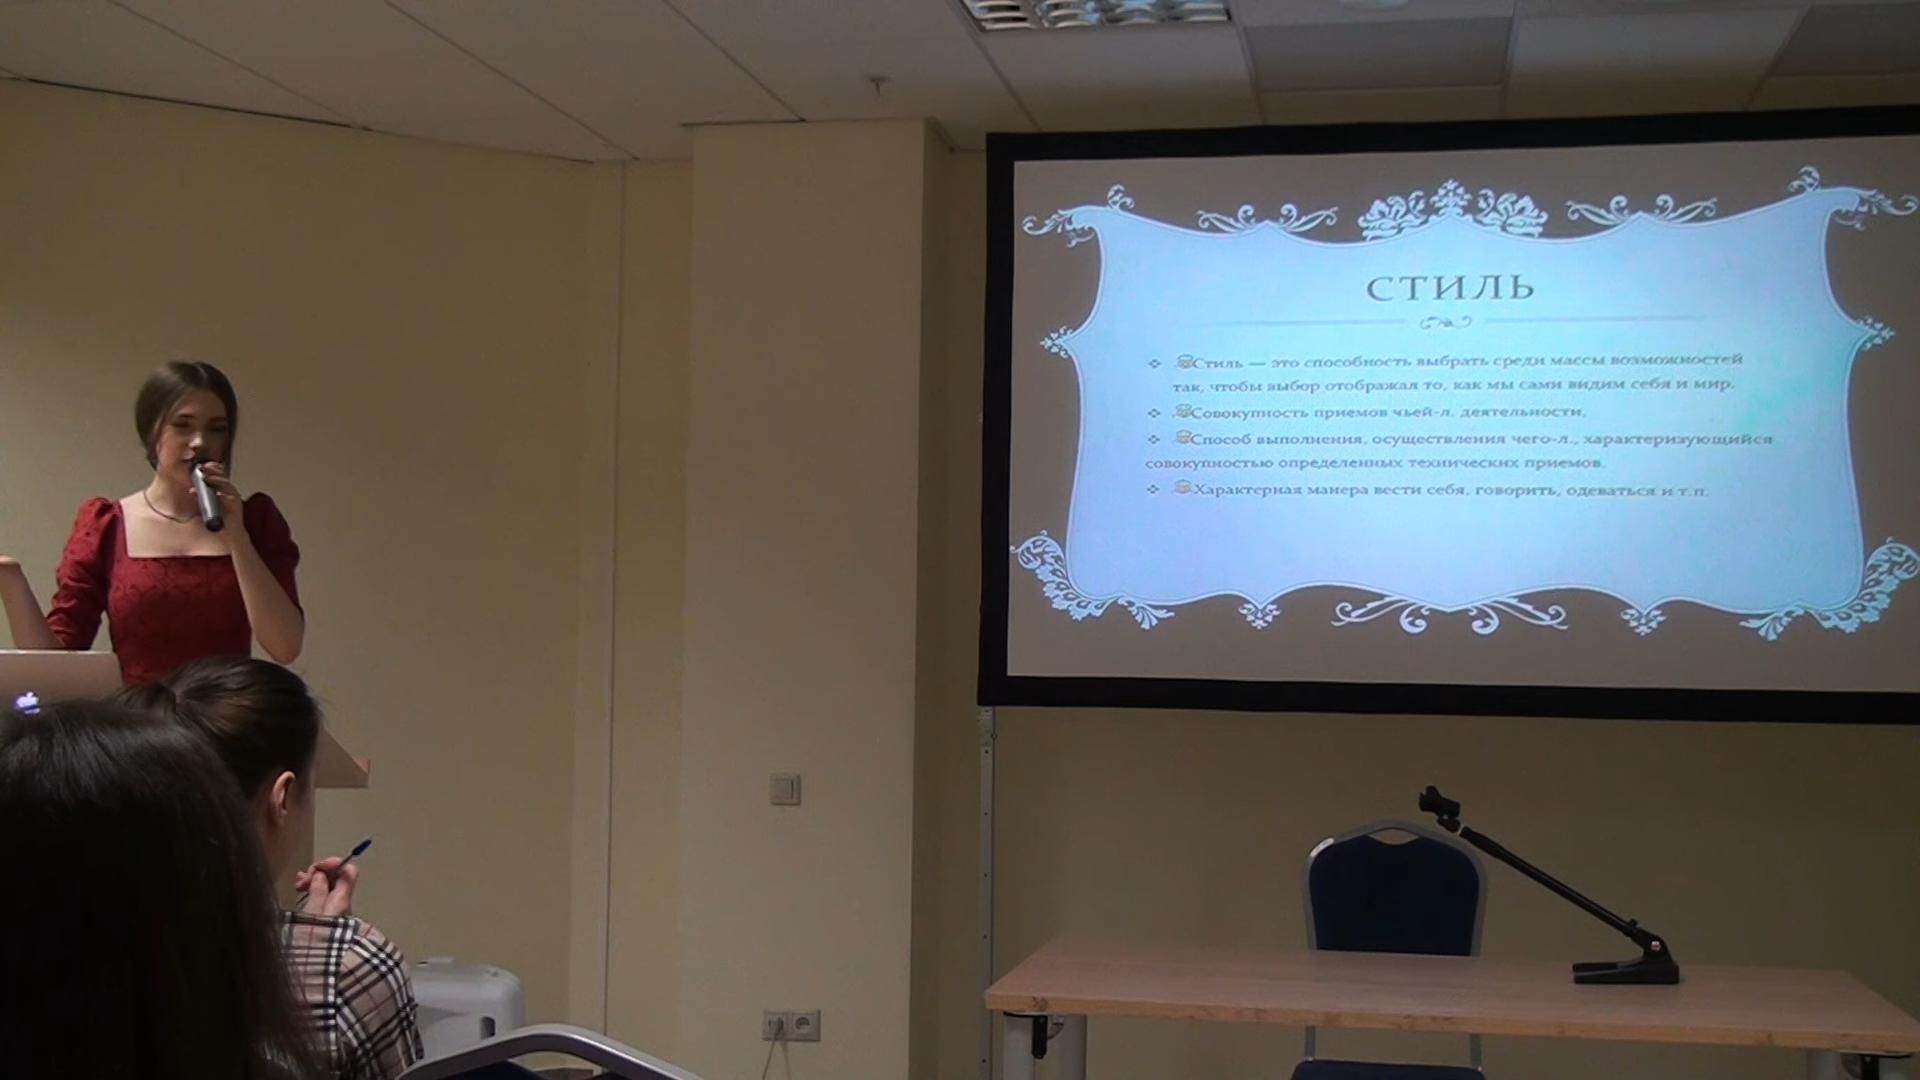 СТИЛЬ
Стиль — это способность выбрать среди массы возможностей
так, чтобы выбор отображал то, как мы сами видим себя и мир.
Совокупность приемов чьей-л. деятельности.
Способ выполнения, осуществления чего-л., характеризующийся
совокупностью определенных технических приемов.
Характерная манера вести себя, говорить, одеваться и т.п.